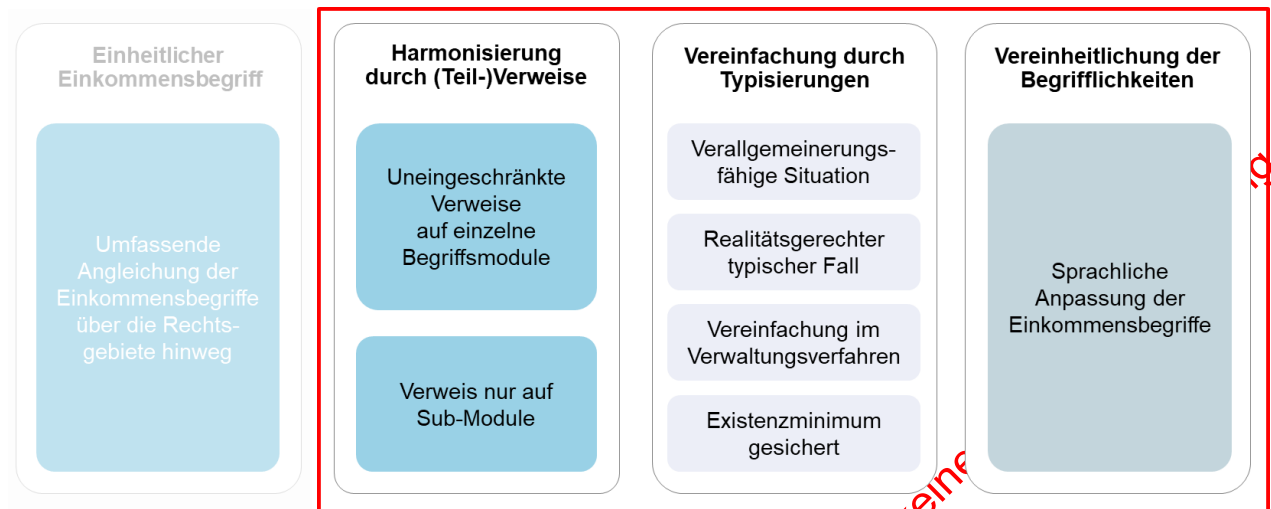 Einheitlicher
Einkommensbegriff
Umfassende
Angleichung der
Einkommensbegriffe
über die Rechts-
gebiete hinweg
Harmonisierung
durch (Teil-)Verweise
Uneingeschränkte
Verweise
auf einzelne
Begriffsmodule
Verweis nur auf
Sub-Module
Vereinfachung durch
Typisierungen
Verallgemeinerungs-
fähige Situation
Realitätsgerechter
typischer Fall
Vereinfachung im
Verwaltungsverfahren
Existenzminimum
gesichert
Vereinheitlichung der
Begrifflichkeiten
Sprachliche
Anpassung der
Einkommensbegriffe